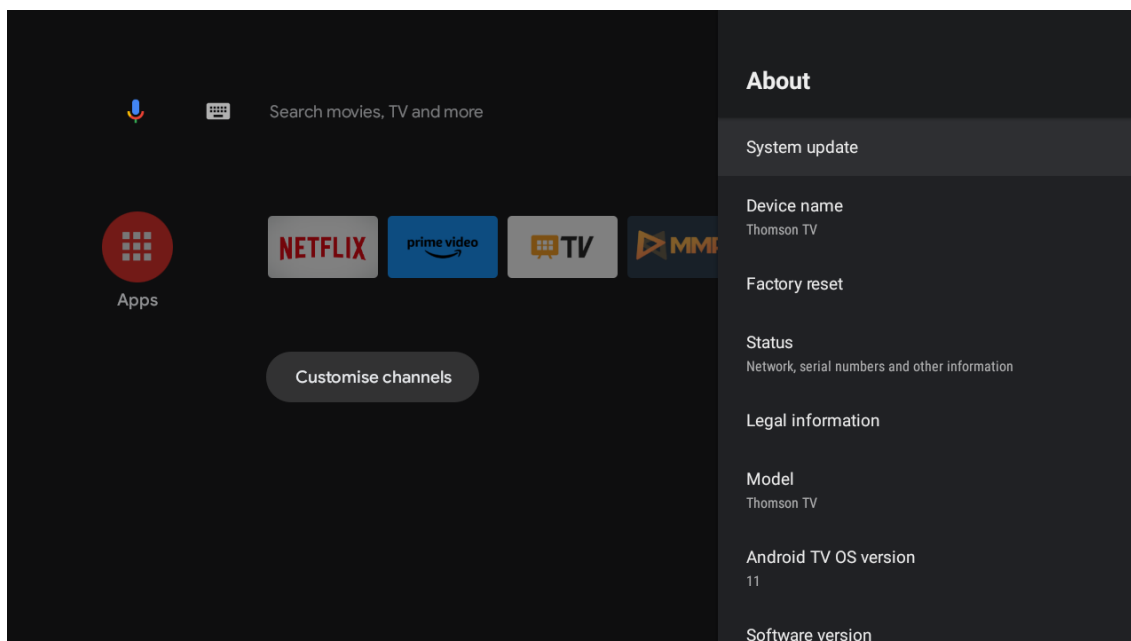 Search movies, TV and more
NETFLIX
prime video
TV
Apps
Customise channels
About
System update
Device name
Thomson TV
Factory reset
Status
Network, serial numbers and other information
Legal information
Model
Thomson TV
Android TV OS version
11
Software version